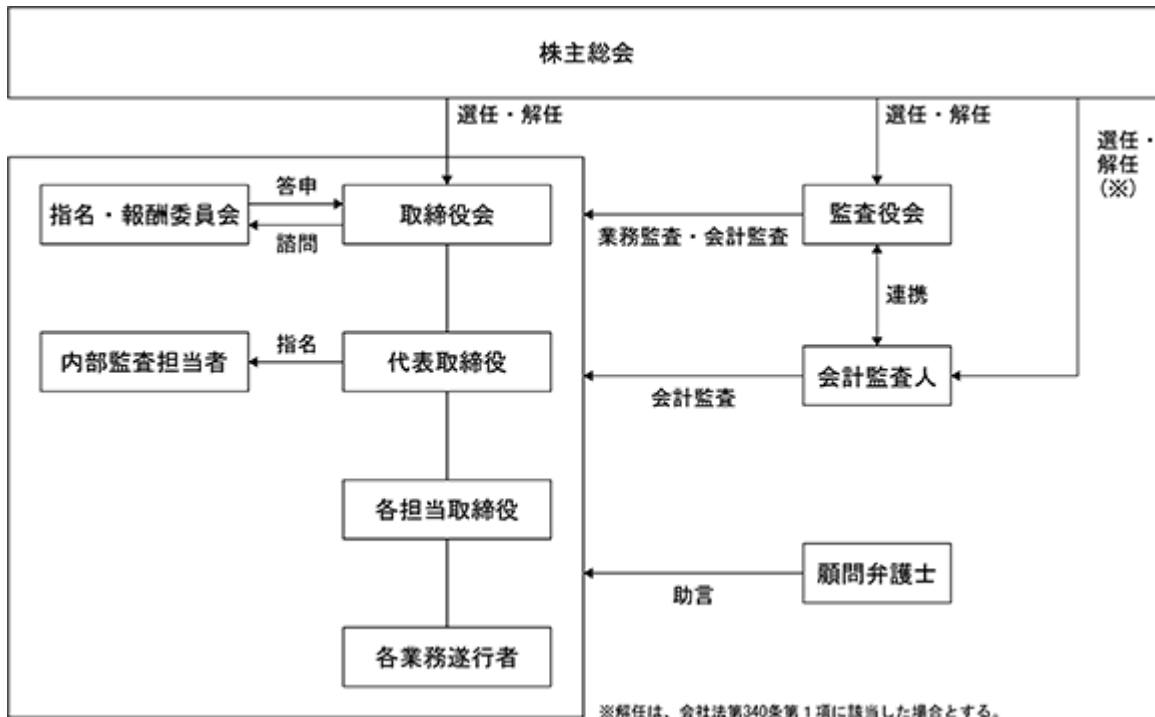 株主総会
選任・解任
選任・解任
選任・
解任
(※)
答申
指名・報酬委員会
取締役会
監査役会
諮問
業務監査・会計監査
連携
内部監査担当者
指名
代表取締役
会計監査人
会計監査
各担当取締役
顧問弁護士
助言
各業務遂行者
※解任は、会社法第340条第1項に該当した場合とする。